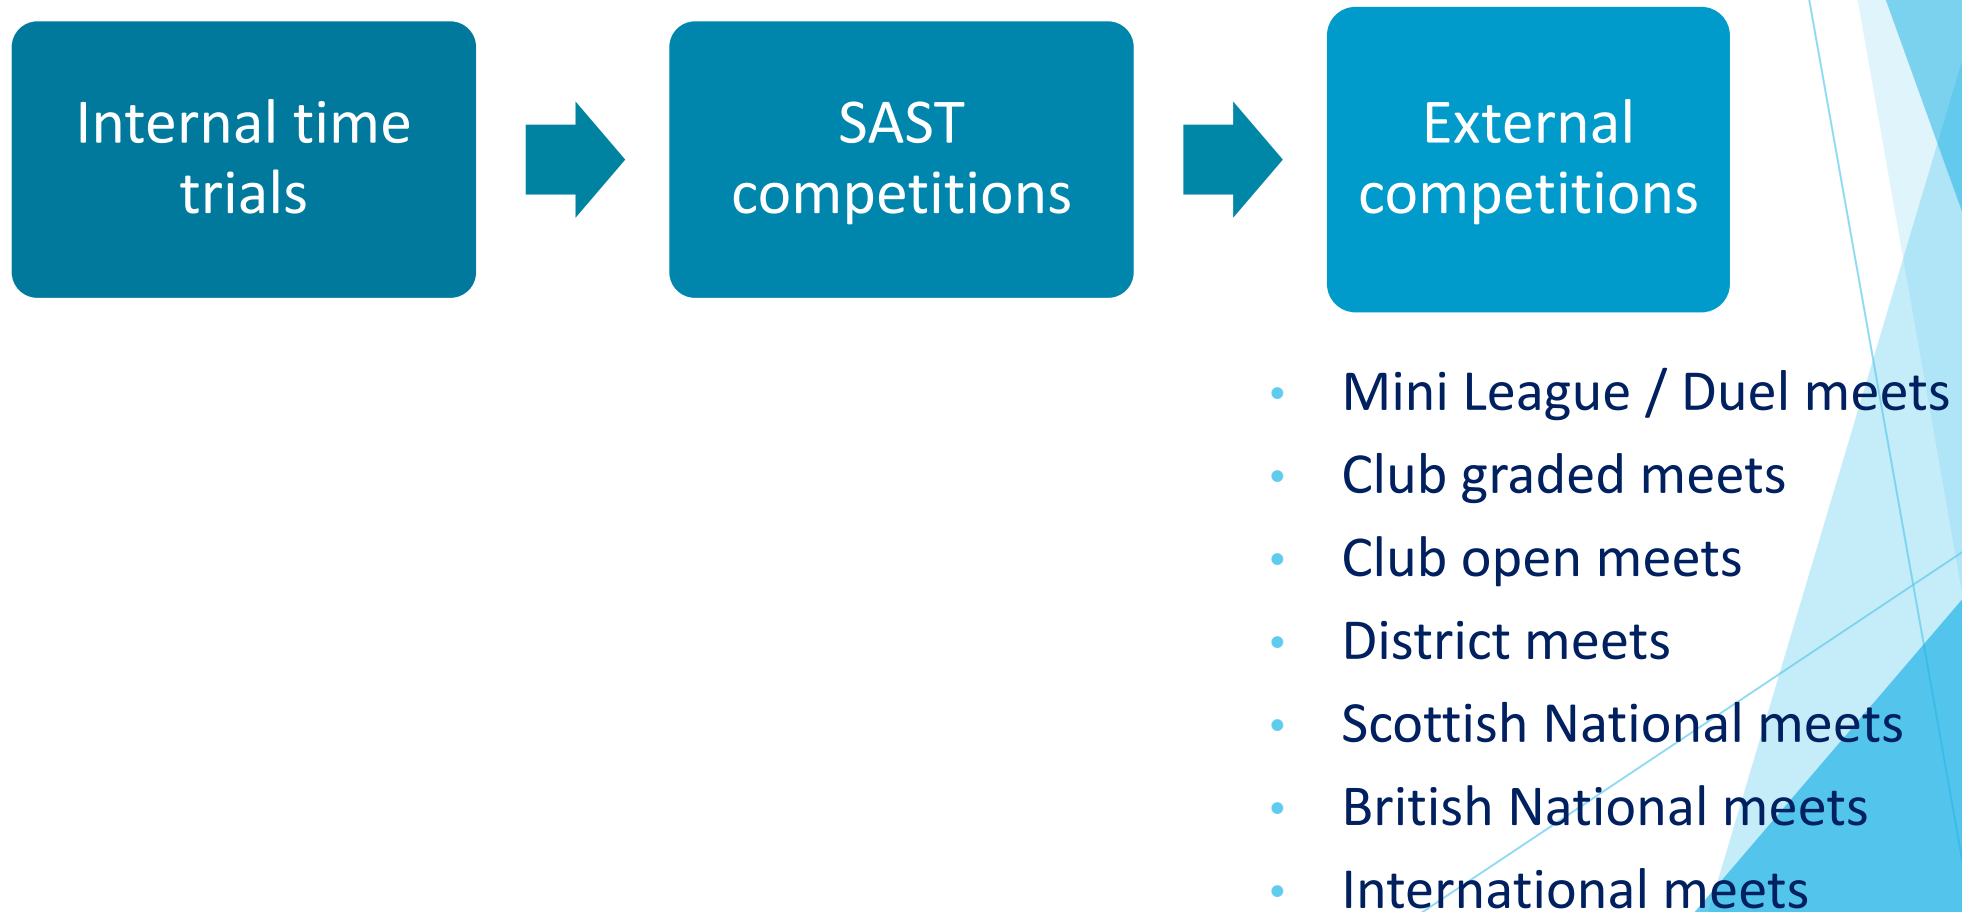 Internal time
trials
SAST
competitions
External
competitions
• Mini League / Duel meets
• Club graded meets
• Club open meets
• District meets
• Scottish National meets
• British National meets
• International meets